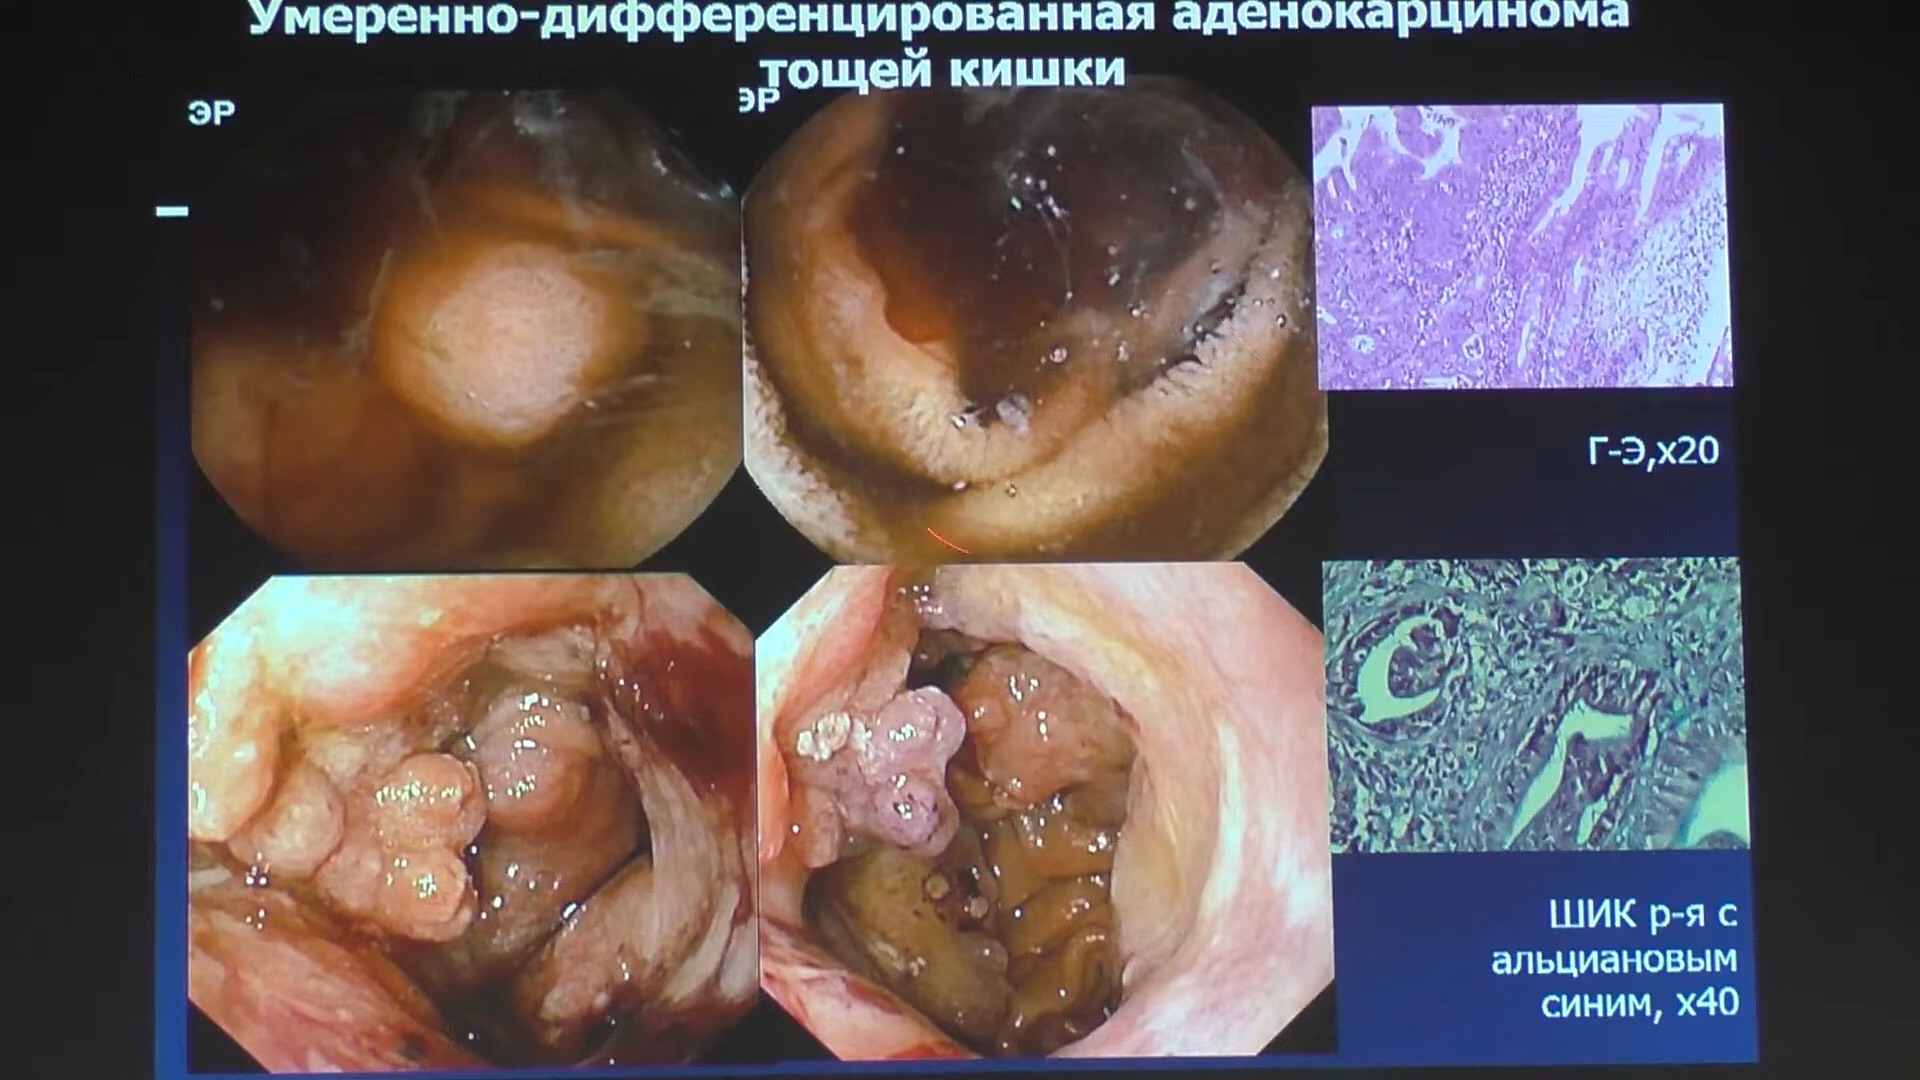 Умеренно-дифференцированная аденокарцинома
тощей кишки
ЭР
ЭР
Г-Э,х20
ШИК р-я с
альциановым
синим, х40